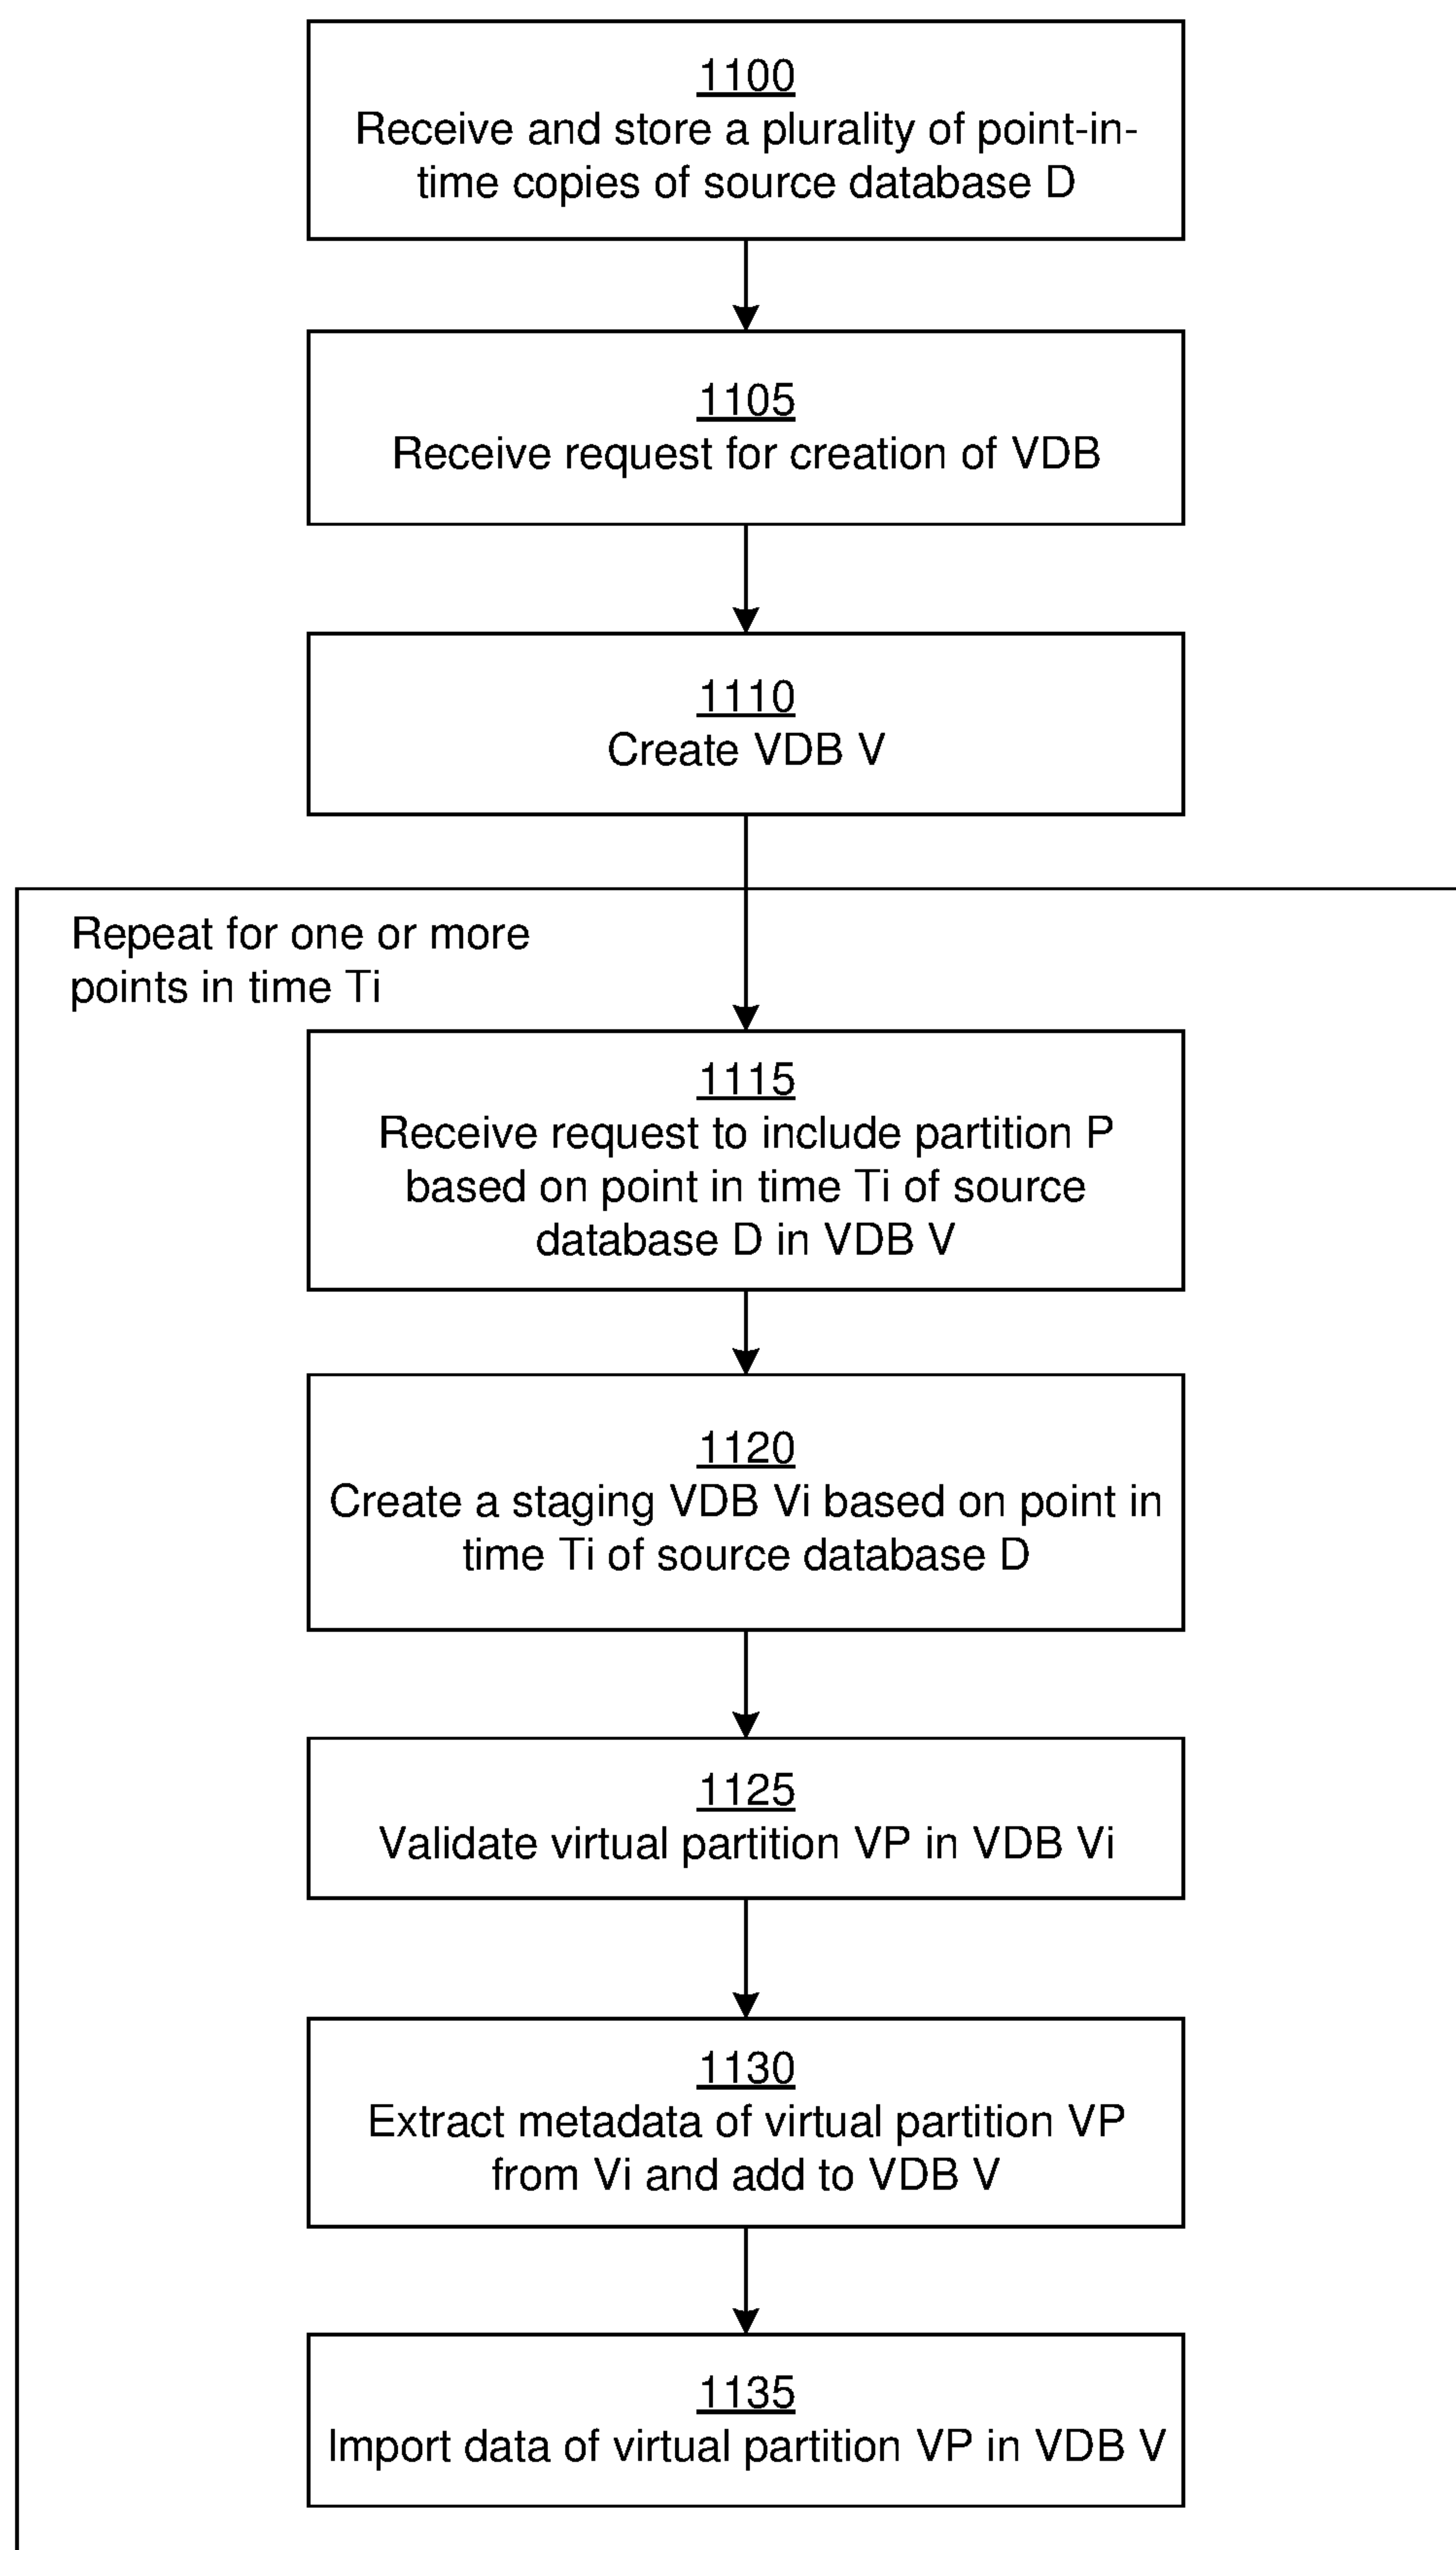 1100
Receive and store a plurality of point-in-
time copies of source database D
1105
Receive request for creation of VDB
1110
Create VDB V
Repeat for one or more
points in time Ti
1115
Receive request to include partition P
based on point in time Ti of source
database D in VDB V
1120
Create a staging VDB Vi based on point in
time Ti of source database D
1125
Validate virtual partition VP in VDB Vi
1130
Extract metadata of virtual partition VP
from Vi and add to VDB V
1135
Import data of virtual partition VP in VDB V